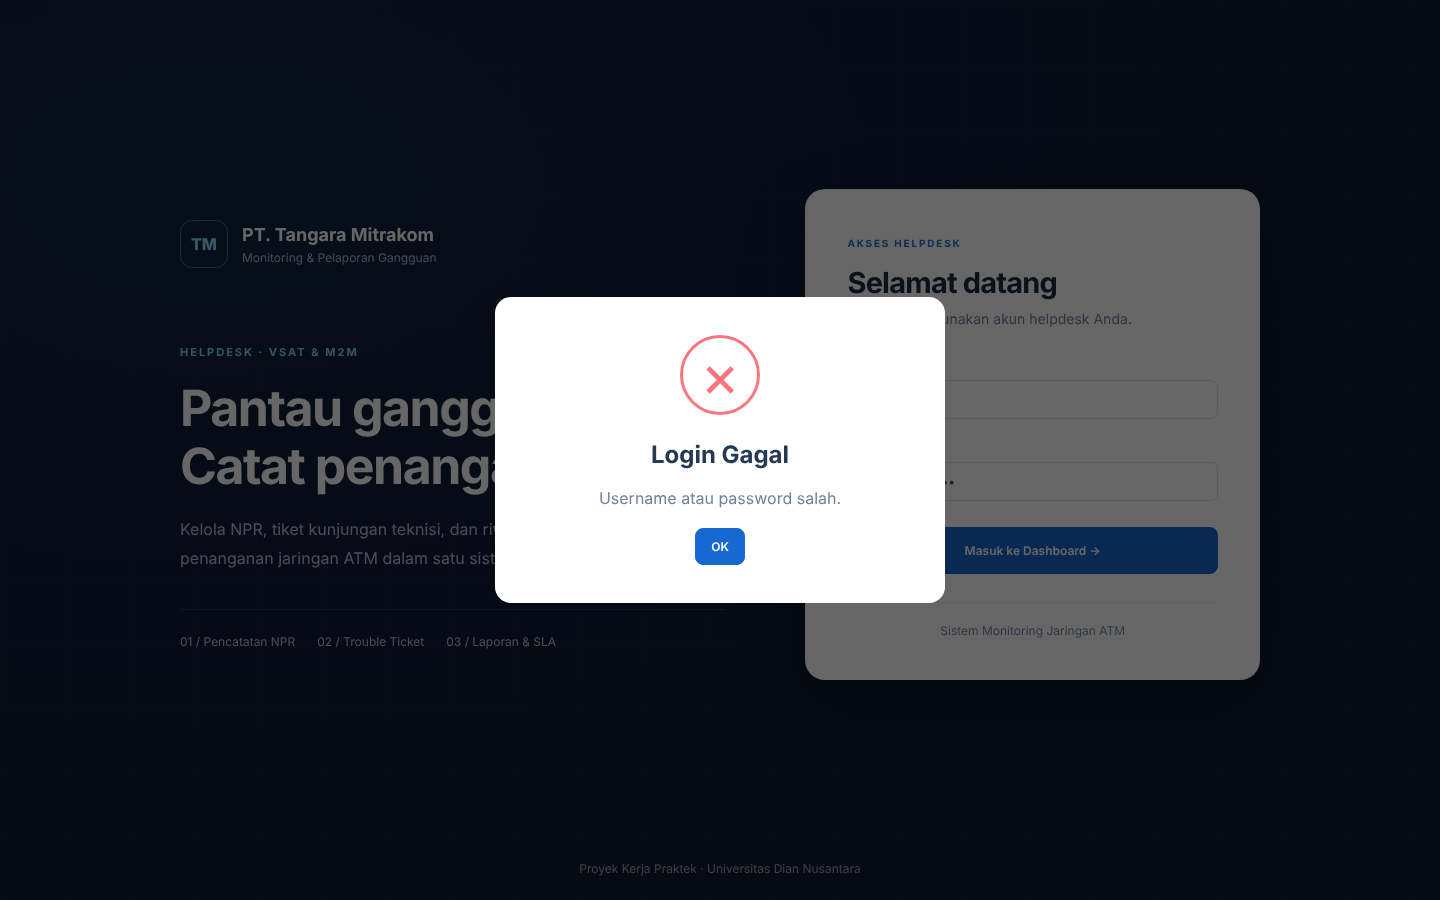 TM
PT. Tangara Mitrakom
Monitoring & Pelaporan Gangguan
HELPDESK · VSAT & M2M
Pantau gangg
Catat penanga
Kelola NPR, tiket kunjungan teknisi, dan riw
penanganan jaringan ATM dalam satu sist
01 / Pencatatan NPR
02 / Trouble Ticket
03 / Laporan & SLA
AKSES HELPDESK
Selamat datang
unakan akun helpdesk Anda.
Masuk ke Dashboard →
Sistem Monitoring Jaringan ATM
Login Gagal
Username atau password salah.
OK
Proyek Kerja Praktek · Universitas Dian Nusantara